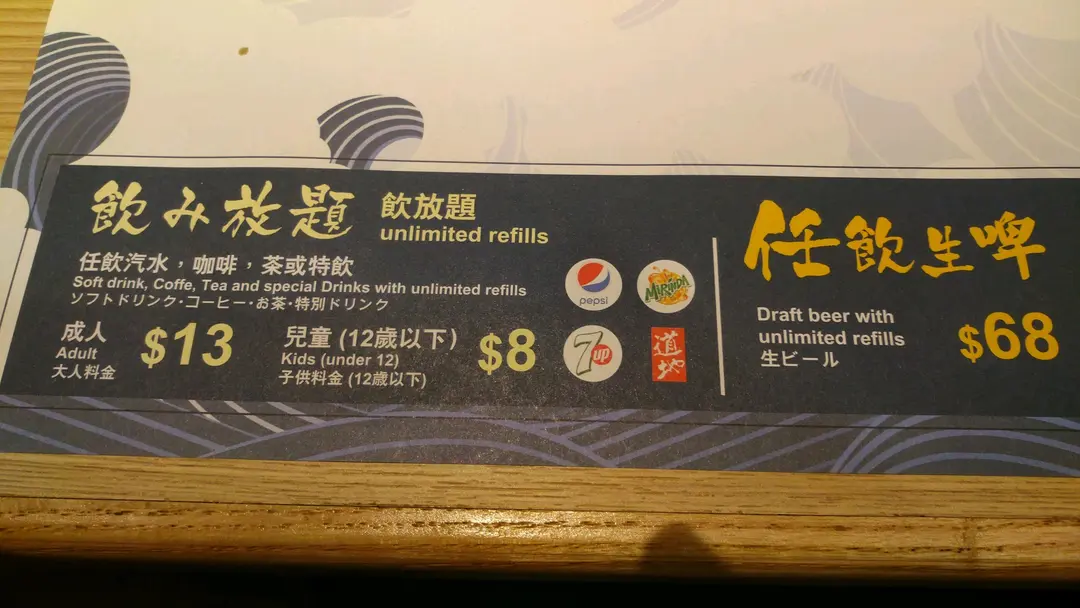 飲み放題
飲放題
unlimited refills
任飲汽水，咖啡，茶或特飲
Soft drink, Coffe, Tea and special Drinks with unlimited refills
ソフトドリンク･コーヒー･お茶･特別ドリンク
成人
Adult
大人料金
$13
兒童 (12歲以下)
Kids (under 12)
子供料金 (12歳以下)
$8
pepsi
Mirinda
7up
道地
任飲生啤
Draft beer with
unlimited refills
生ビール
$68